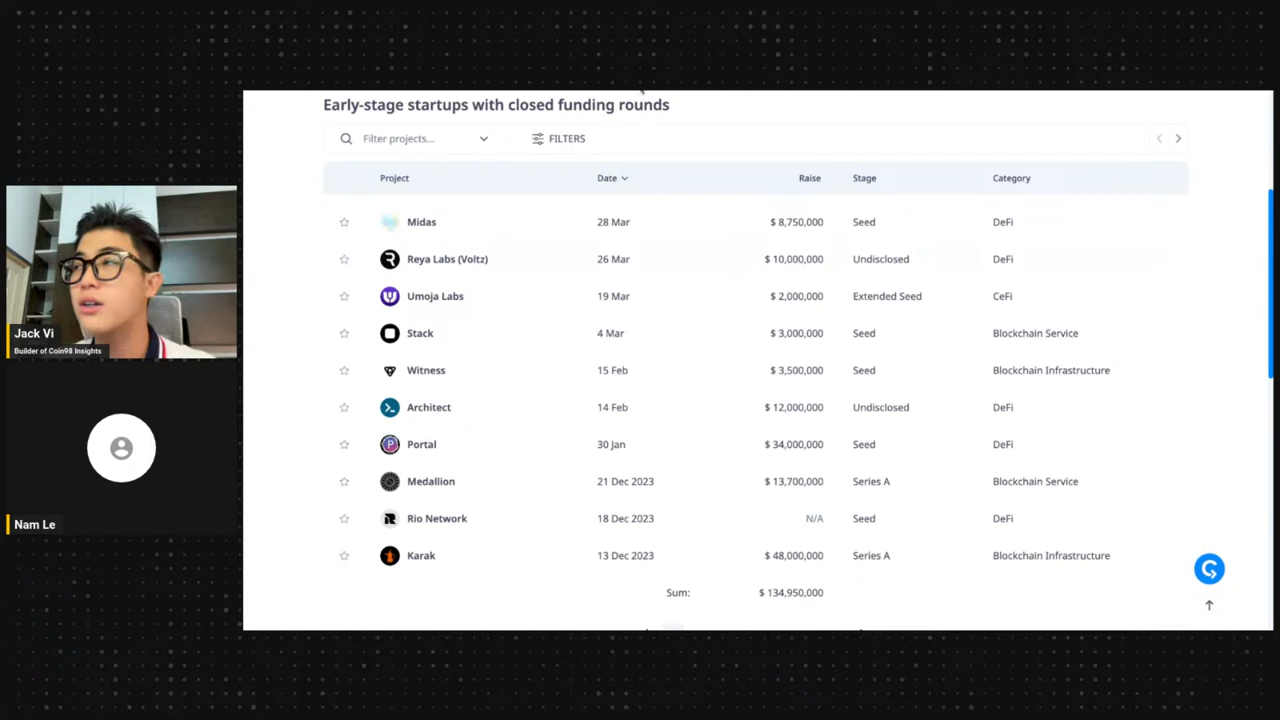 Early-stage startups with closed funding rounds
Filter projects...
FILTERS
Project Date Raise Stage Category
Midas 28 Mar $ 8,750,000 Seed DeFi
Reya Labs (Voltz) 26 Mar $ 10,000,000 Undisclosed DeFi
Umoja Labs 19 Mar $ 2,000,000 Extended Seed CeFi
Stack 4 Mar $ 3,000,000 Seed Blockchain Service
Witness 15 Feb $ 3,500,000 Seed Blockchain Infrastructure
Architect 14 Feb $ 12,000,000 Undisclosed DeFi
Portal 30 Jan $ 34,000,000 Seed DeFi
Medallion 21 Dec 2023 $ 13,700,000 Series A Blockchain Service
Rio Network 18 Dec 2023 N/A Seed DeFi
Karak 13 Dec 2023 $ 48,000,000 Series A Blockchain Infrastructure
Sum: $ 134,950,000
Jack Vi
Builder of Coin98 Insights
Nam Le